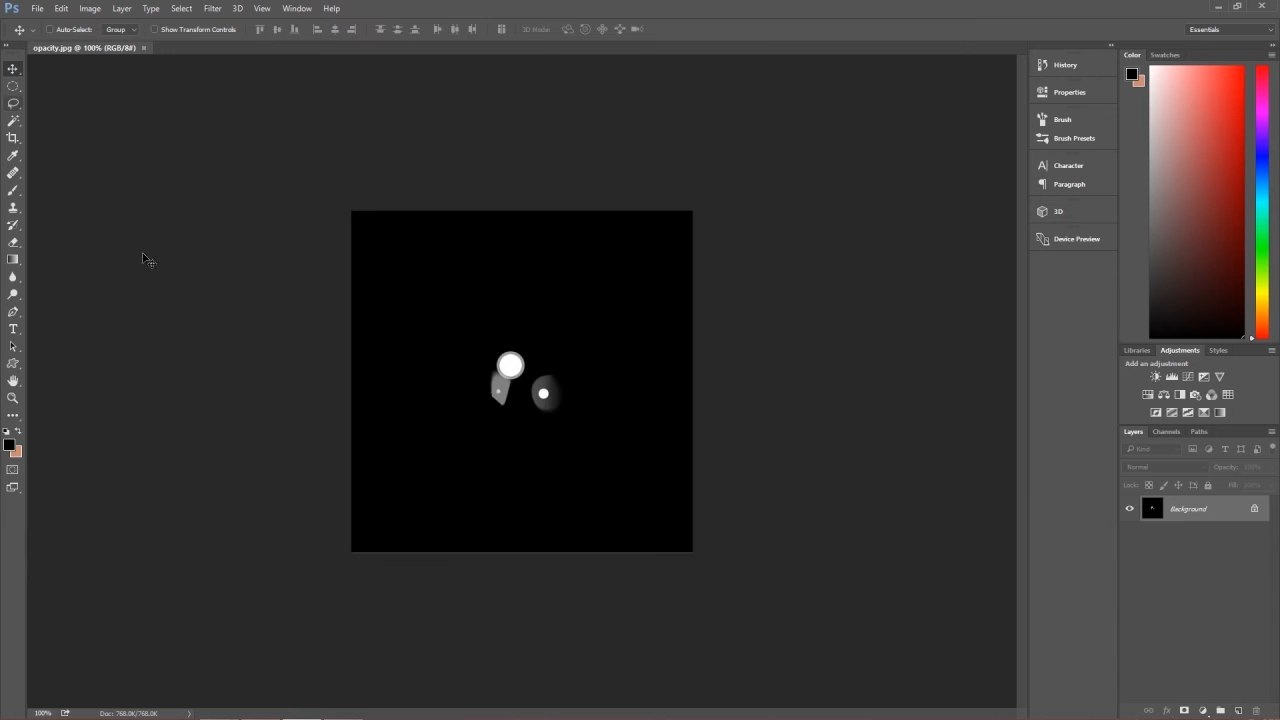 Ps File Edit Image Layer Type Select Filter 3D View Window Help
Auto-Select: Group Show Transform Controls 3D Mode: Essentials
opacity.jpg @ 100% (RGB/8#) ×
History
Properties
Brush
Brush Presets
Character
Paragraph
3D
Device Preview
Color Swatches
Libraries Adjustments Styles
Add an adjustment
Layers Channels Paths
Kind
Normal Opacity: 100%
Lock: Fill: 100%
Background
100% Doc: 768.0K/768.0K